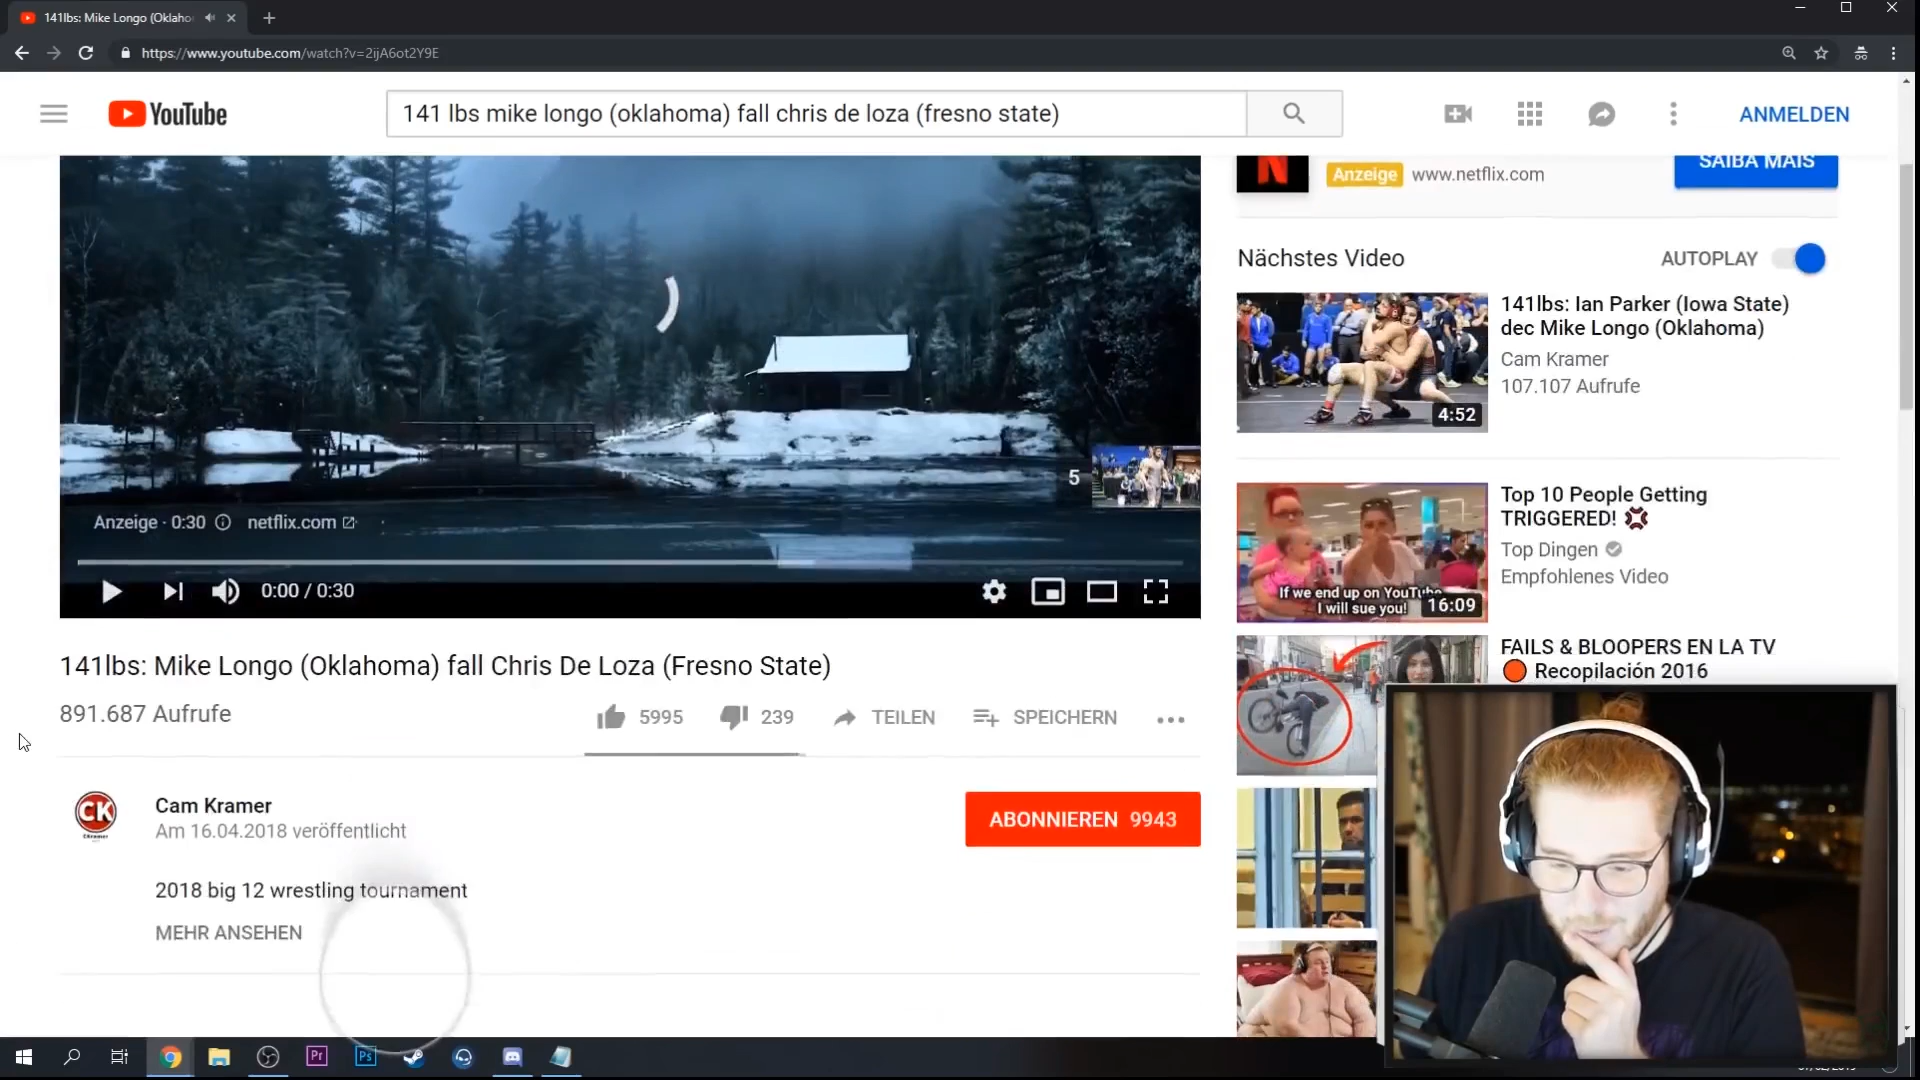 141lbs: Mike Longo (Oklaho
https://www.youtube.com/watch?v=2ijA6ot2Y9E
YouTube
141 lbs mike longo (oklahoma) fall chris de loza (fresno state)
ANMELDEN
N
Anzeige www.netflix.com
SAIBA MAIS
Nächstes Video
AUTOPLAY
141lbs: Ian Parker (Iowa State)
dec Mike Longo (Oklahoma)
Cam Kramer
107.107 Aufrufe
4:52
Top 10 People Getting
TRIGGERED!
Top Dingen
Empfohlenes Video
If we end up on YouTube
I will sue you!
16:09
FAILS & BLOOPERS EN LA TV
Recopilación 2016
5
Anzeige · 0:30
netflix.com
0:00 / 0:30
141lbs: Mike Longo (Oklahoma) fall Chris De Loza (Fresno State)
891.687 Aufrufe
5995
239
TEILEN
SPEICHERN
CK
Cam Kramer
Am 16.04.2018 veröffentlicht
ABONNIEREN 9943
2018 big 12 wrestling tournament
MEHR ANSEHEN
Pr
Ps